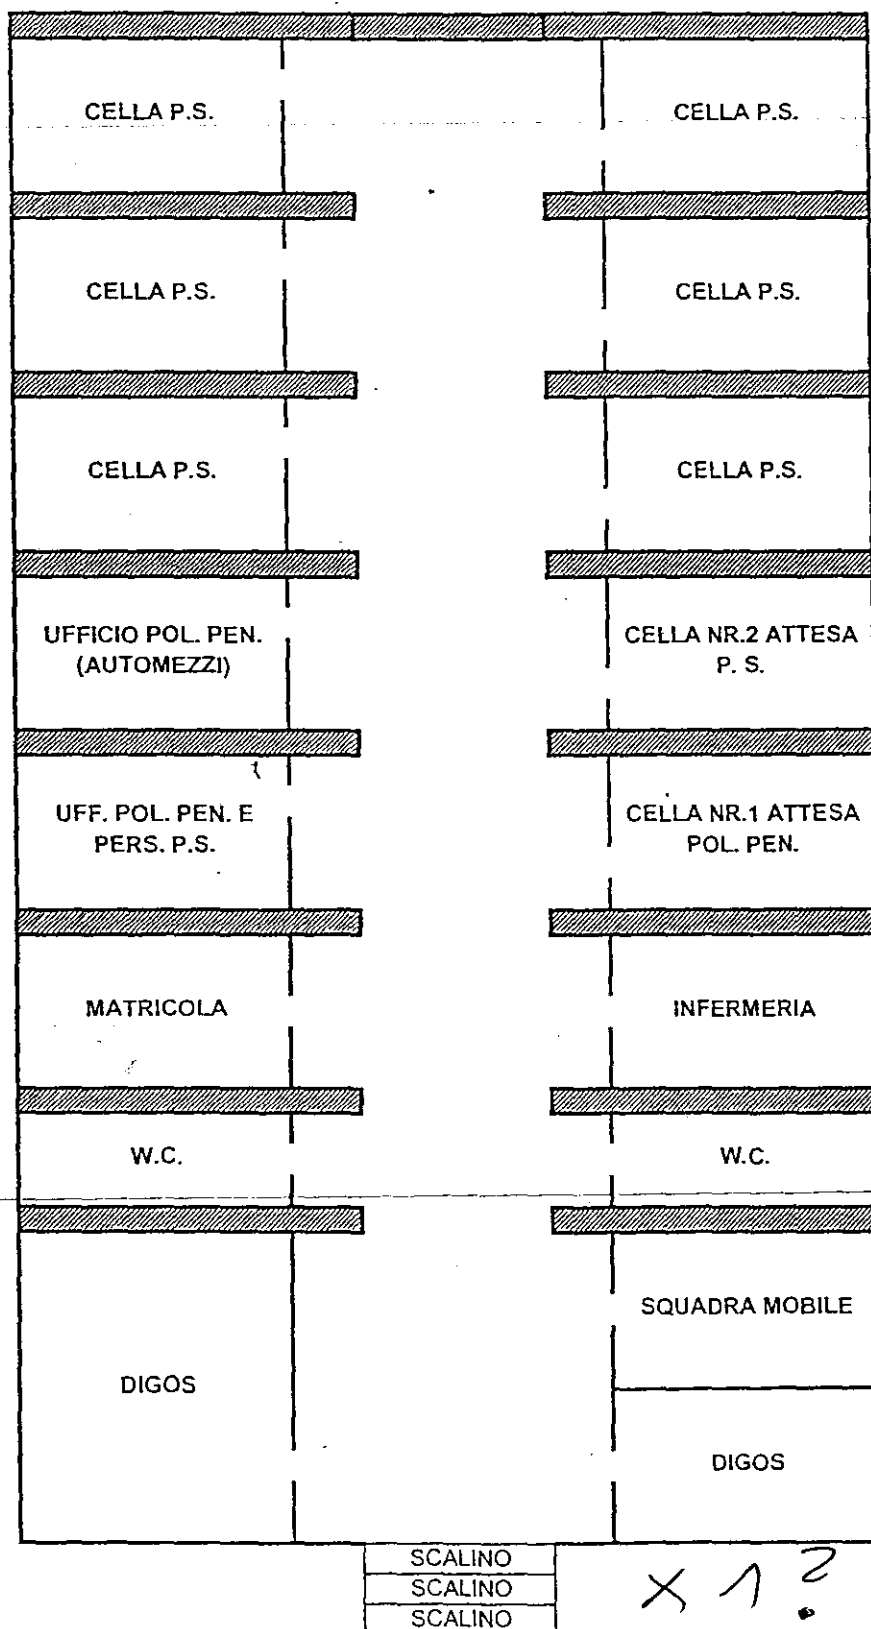 CELLA P.S.
CELLA P.S.
CELLA P.S.
CELLA P.S.
CELLA P.S.
CELLA P.S.
UFFICIO POL. PEN.
(AUTOMEZZI)
CELLA NR.2 ATTESA
P. S.
UFF. POL. PEN. E
PERS. P.S.
CELLA NR.1 ATTESA
POL. PEN.
MATRICOLA
INFERMERIA
W.C.
W.C.
DIGOS
SQUADRA MOBILE
DIGOS
SCALINO
SCALINO
SCALINO
X 1 ?